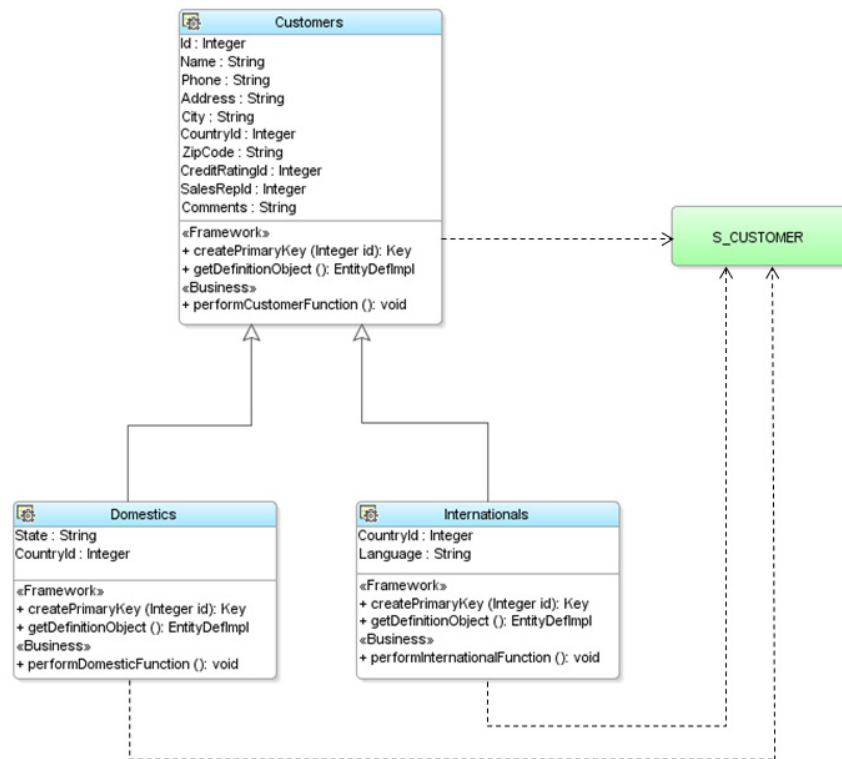 Customers
Id : Integer
Name : String
Phone : String
Address : String
City : String
CountryId : Integer
ZipCode : String
CreditRatingId : Integer
SalesRepId : Integer
Comments : String
«Framework»
+ createPrimaryKey (Integer id): Key
+ getDefinitionObject (): EntityDefImpl
«Business»
+ performCustomerFunction (): void
S_CUSTOMER
Domestics
State : String
CountryId : Integer
«Framework»
+ createPrimaryKey (Integer id): Key
+ getDefinitionObject (): EntityDefImpl
«Business»
+ performDomesticFunction (): void
Internationals
CountryId : Integer
Language : String
«Framework»
+ createPrimaryKey (Integer id): Key
+ getDefinitionObject (): EntityDefImpl
«Business»
+ performInternationalFunction (): void